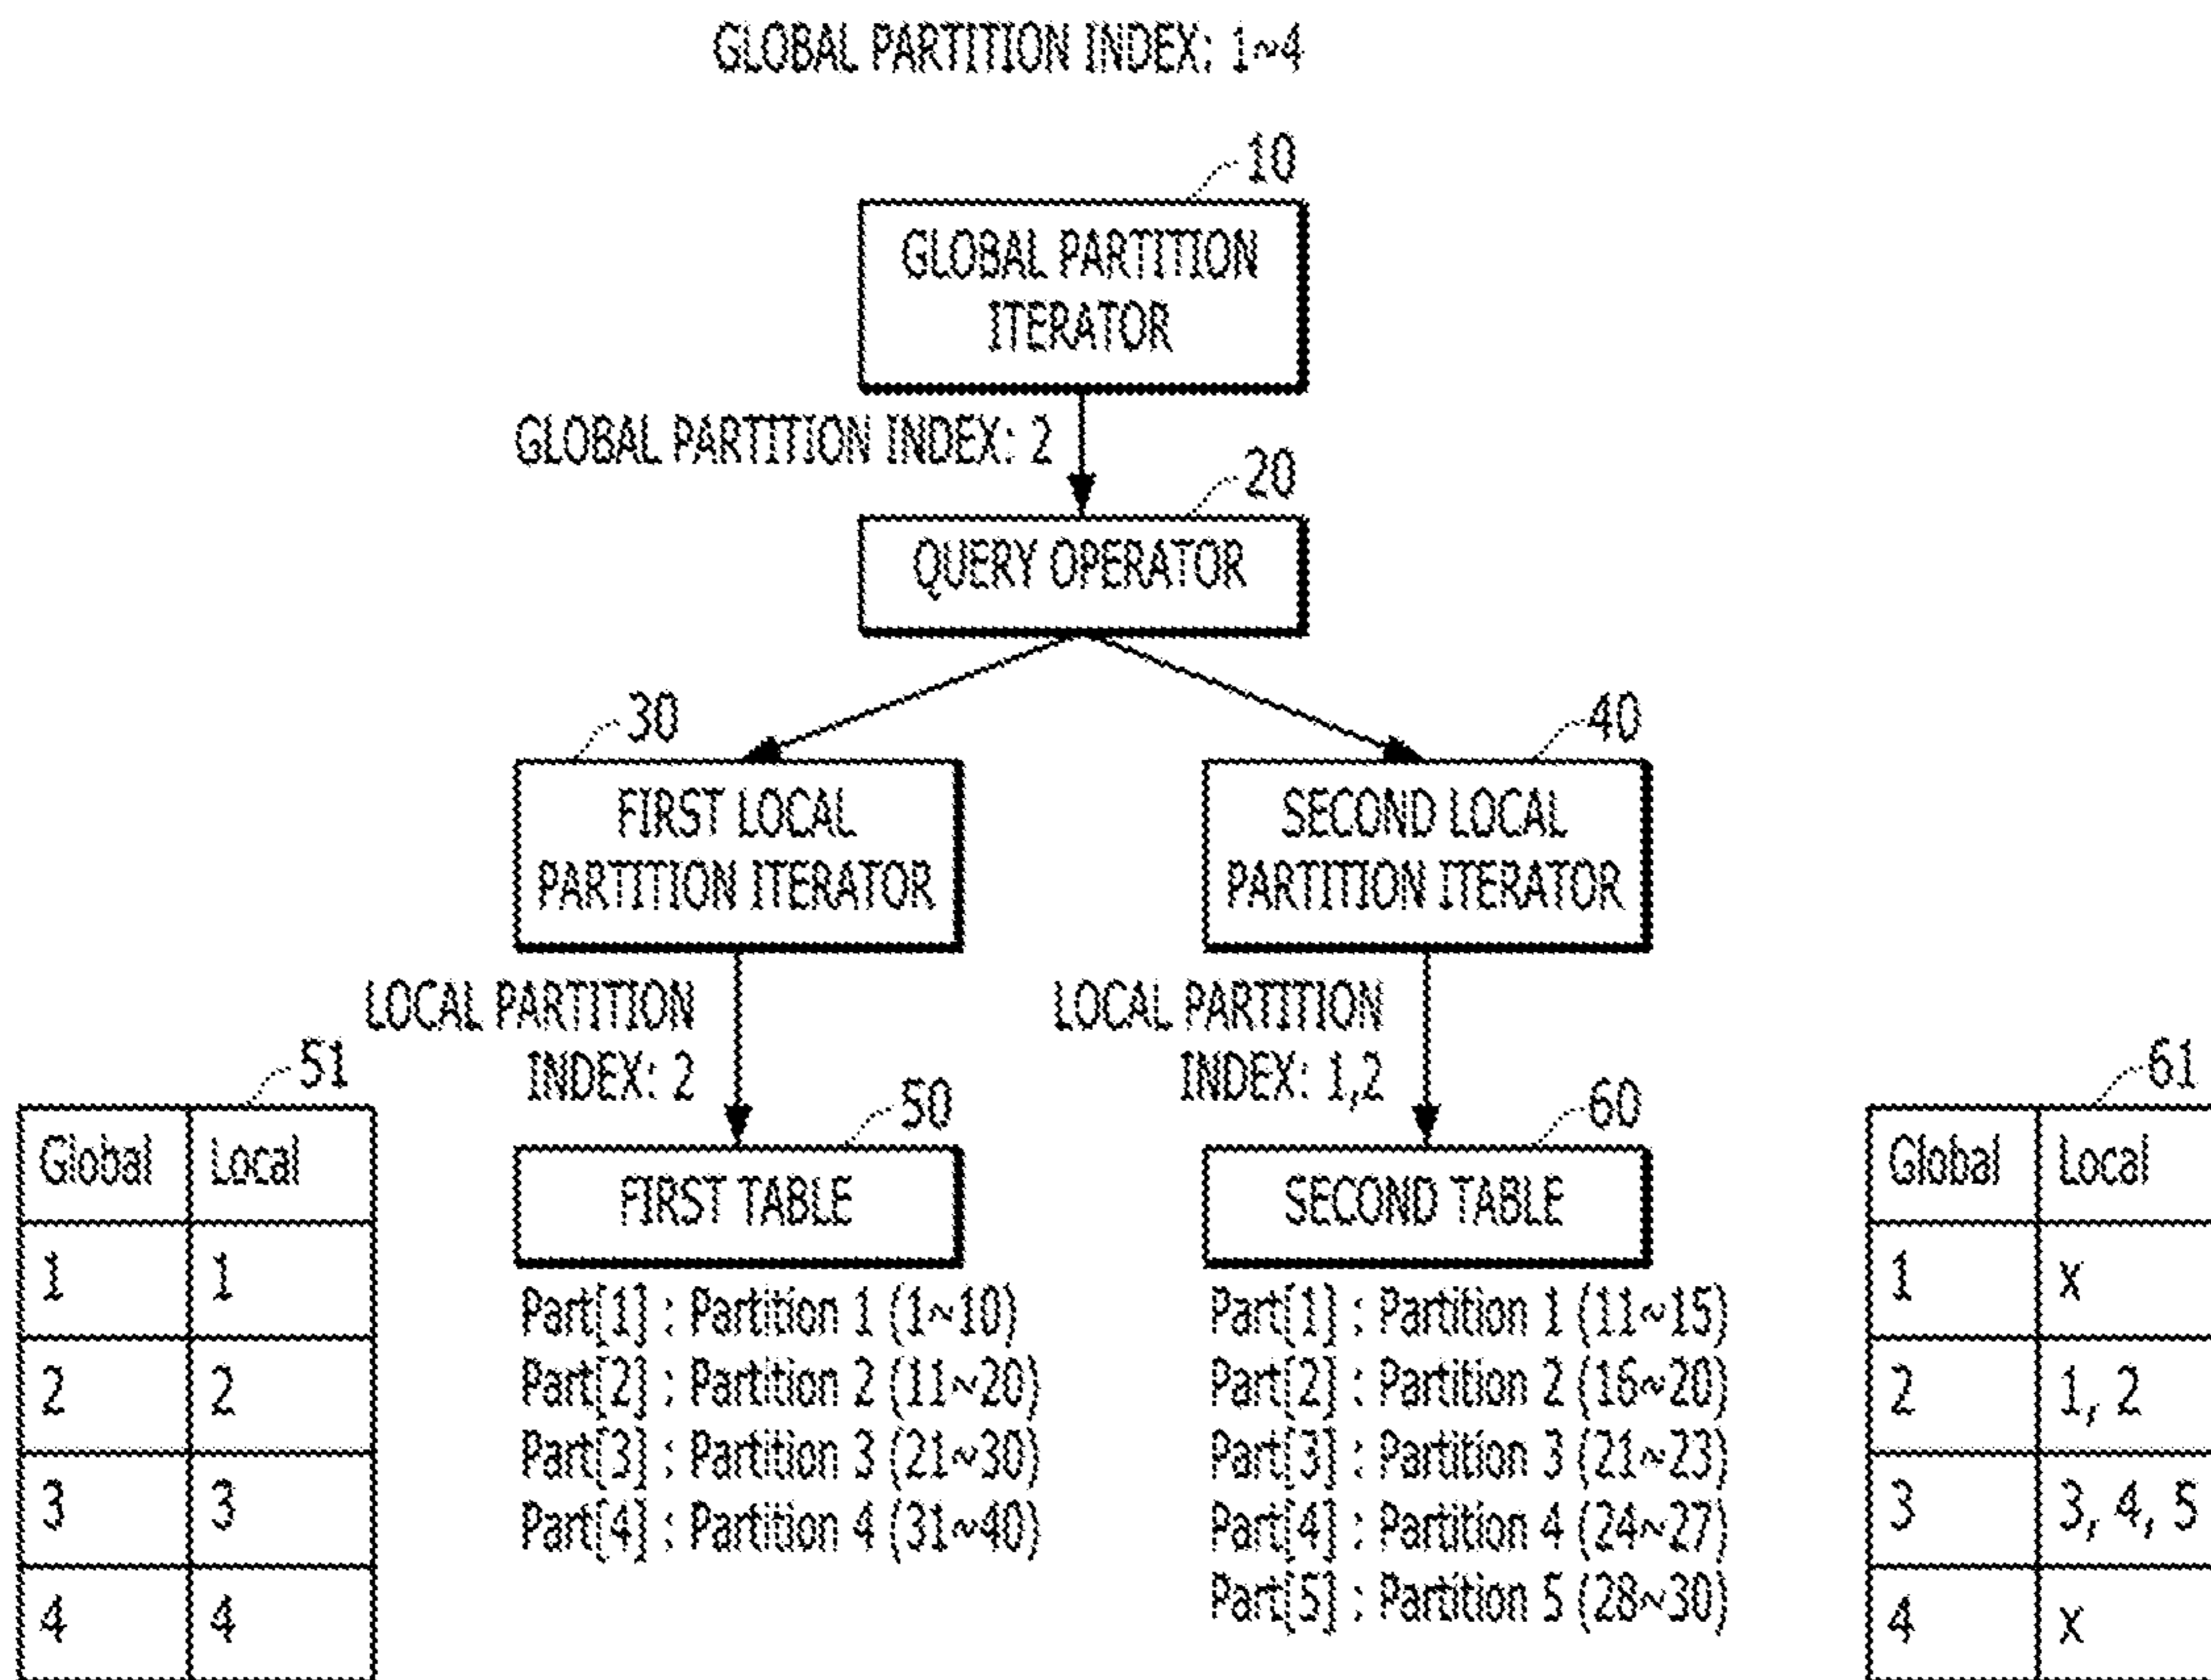 GLOBAL PARTITION INDEX: 1~4
10
GLOBAL PARTITION
ITERATOR
GLOBAL PARTITION INDEX: 2
20
QUERY OPERATOR
30
FIRST LOCAL
PARTITION ITERATOR
40
SECOND LOCAL
PARTITION ITERATOR
LOCAL PARTITION
INDEX: 2
LOCAL PARTITION
INDEX: 1,2
51
Global Local
1 1
2 2
3 3
4 4
50
FIRST TABLE
Part[1] : Partition 1 (1~10)
Part[2] : Partition 2 (11~20)
Part[3] : Partition 3 (21~30)
Part[4] : Partition 4 (31~40)
60
SECOND TABLE
Part[1] : Partition 1 (11~15)
Part[2] : Partition 2 (16~20)
Part[3] : Partition 3 (21~23)
Part[4] : Partition 4 (24~27)
Part[5] : Partition 5 (28~30)
61
Global Local
1 x
2 1, 2
3 3, 4, 5
4 x